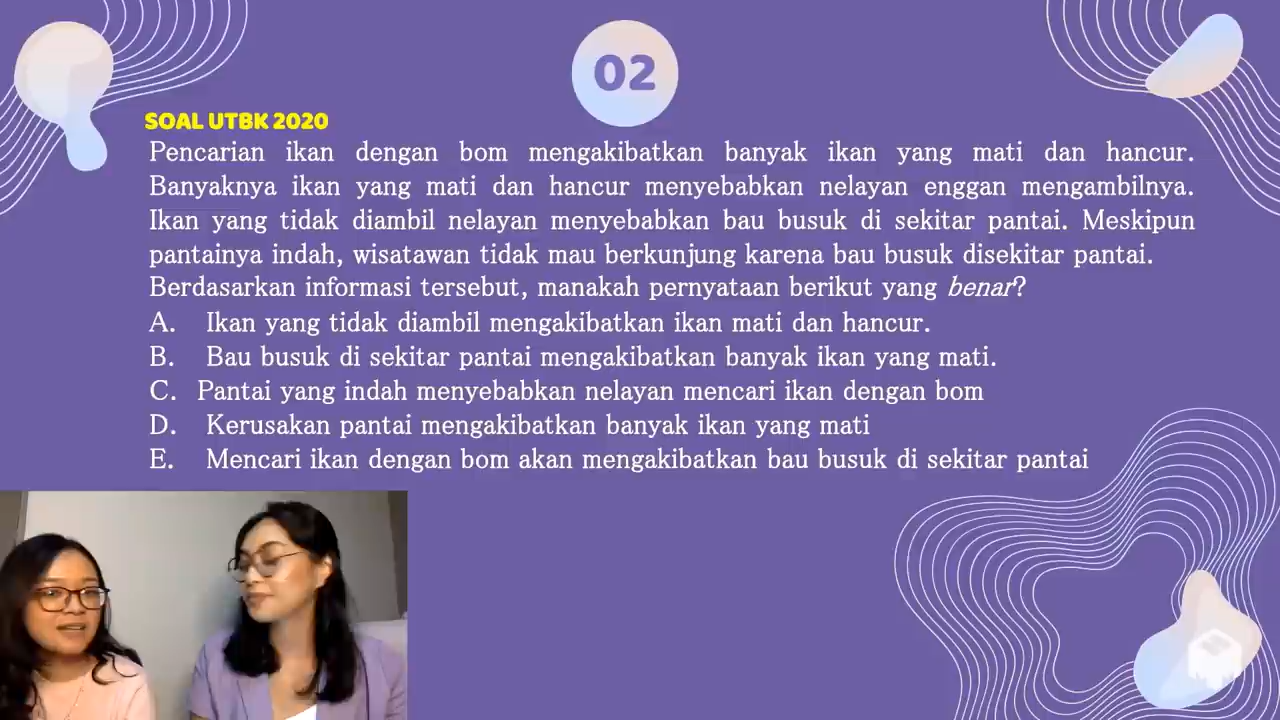 02
SOAL UTBK 2020
Pencarian ikan dengan bom mengakibatkan banyak ikan yang mati dan hancur.
Banyaknya ikan yang mati dan hancur menyebabkan nelayan enggan mengambilnya.
Ikan yang tidak diambil nelayan menyebabkan bau busuk di sekitar pantai. Meskipun
pantainya indah, wisatawan tidak mau berkunjung karena bau busuk disekitar pantai.
Berdasarkan informasi tersebut, manakah pernyataan berikut yang benar?
A. Ikan yang tidak diambil mengakibatkan ikan mati dan hancur.
B. Bau busuk di sekitar pantai mengakibatkan banyak ikan yang mati.
C. Pantai yang indah menyebabkan nelayan mencari ikan dengan bom
D. Kerusakan pantai mengakibatkan banyak ikan yang mati
E. Mencari ikan dengan bom akan mengakibatkan bau busuk di sekitar pantai